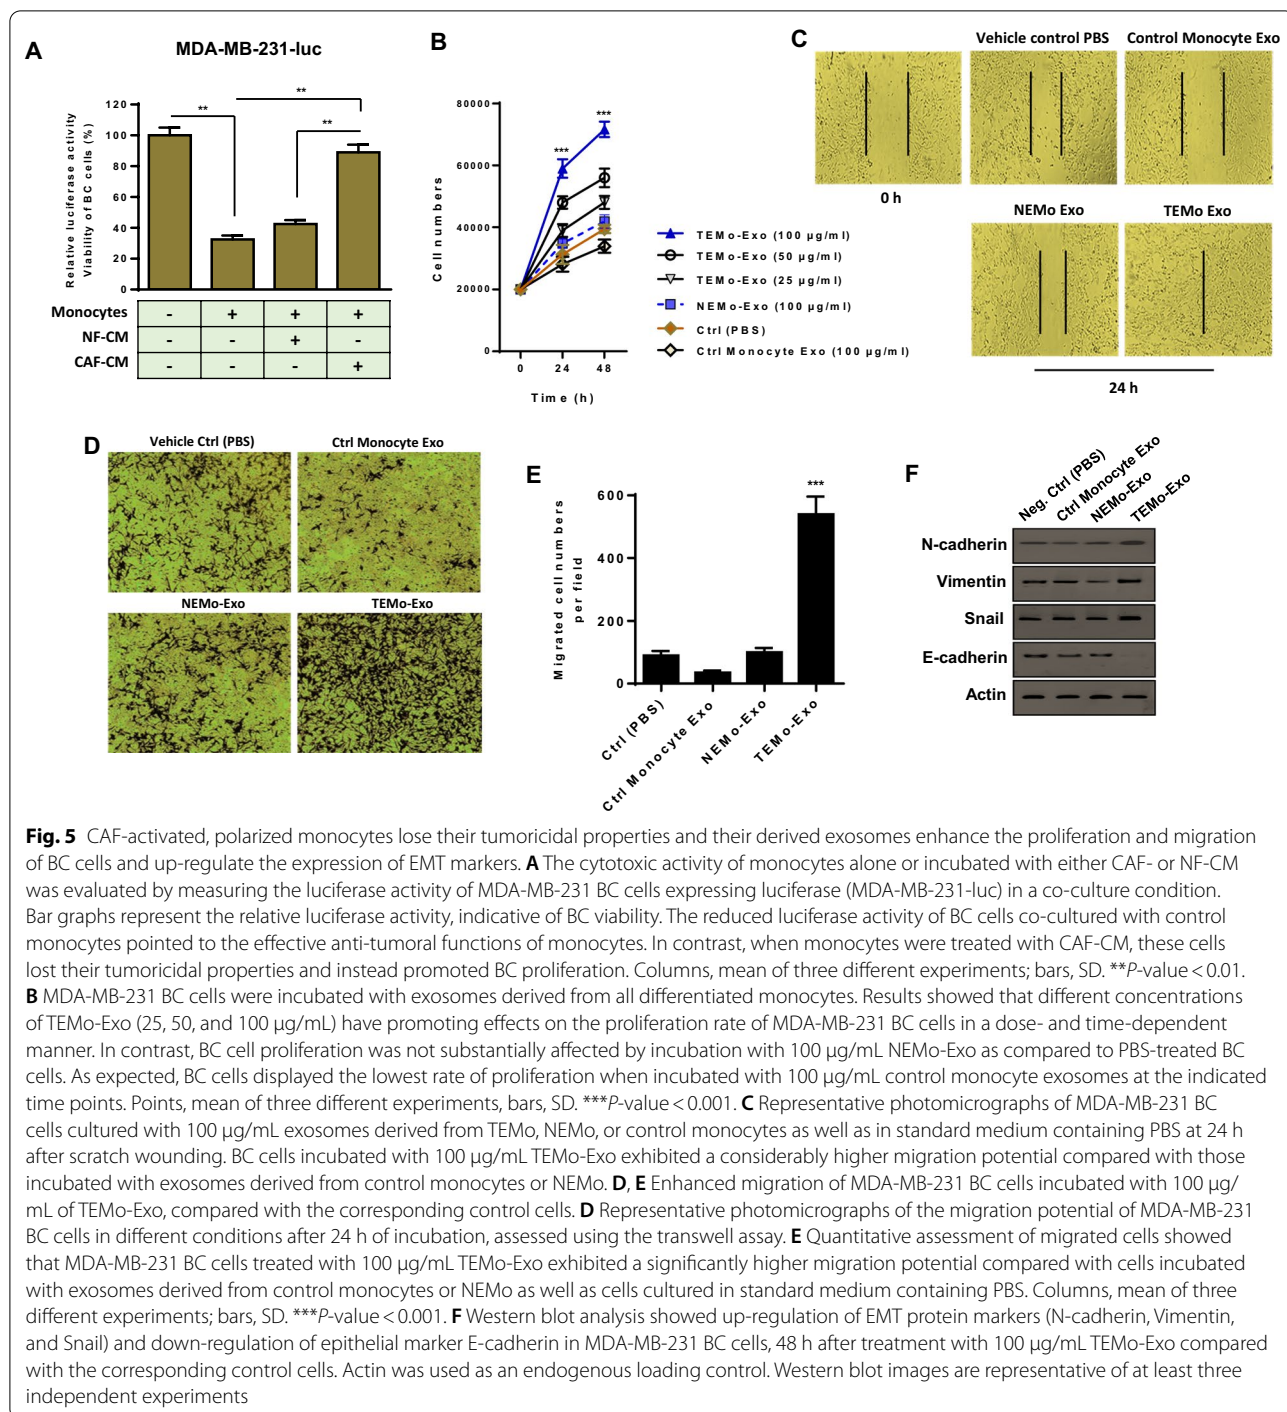 A
MDA-MB-231-luc
Relative luciferase activity
Viability of BC cells (%)
120
100
80
60
40
20
0
**
**
**
Monocytes - + + +
NF-CM - - + -
CAF-CM - - - +
B
Cell numbers
80000
60000
40000
20000
0
***
***
0 24 48
Time (h)
TEMo-Exo (100 µg/ml)
TEMo-Exo (50 µg/ml)
TEMo-Exo (25 µg/ml)
NEMo-Exo (100 µg/ml)
Ctrl (PBS)
Ctrl Monocyte Exo (100 µg/ml)
C
Vehicle control PBS
Control Monocyte Exo
0 h
NEMo Exo
TEMo Exo
24 h
D
Vehicle Ctrl (PBS)
Ctrl Monocyte Exo
NEMo-Exo
TEMo-Exo
E
Migrated cell numbers
per field
600
400
200
0
***
Ctrl (PBS)
Ctrl Monocyte Exo
NEMo-Exo
TEMo-Exo
F
Neg. Ctrl (PBS)
Ctrl Monocyte Exo
NEMo-Exo
TEMo-Exo
N-cadherin
Vimentin
Snail
E-cadherin
Actin
Fig. 5 CAF-activated, polarized monocytes lose their tumoricidal properties and their derived exosomes enhance the proliferation and migration
of BC cells and up-regulate the expression of EMT markers. A The cytotoxic activity of monocytes alone or incubated with either CAF- or NF-CM
was evaluated by measuring the luciferase activity of MDA-MB-231 BC cells expressing luciferase (MDA-MB-231-luc) in a co-culture condition.
Bar graphs represent the relative luciferase activity, indicative of BC viability. The reduced luciferase activity of BC cells co-cultured with control
monocytes pointed to the effective anti-tumoral functions of monocytes. In contrast, when monocytes were treated with CAF-CM, these cells
lost their tumoricidal properties and instead promoted BC proliferation. Columns, mean of three different experiments; bars, SD. **P-value < 0.01.
B MDA-MB-231 BC cells were incubated with exosomes derived from all differentiated monocytes. Results showed that different concentrations
of TEMo-Exo (25, 50, and 100 µg/mL) have promoting effects on the proliferation rate of MDA-MB-231 BC cells in a dose- and time-dependent
manner. In contrast, BC cell proliferation was not substantially affected by incubation with 100 µg/mL NEMo-Exo as compared to PBS-treated BC
cells. As expected, BC cells displayed the lowest rate of proliferation when incubated with 100 µg/mL control monocyte exosomes at the indicated
time points. Points, mean of three different experiments, bars, SD. ***P-value < 0.001. C Representative photomicrographs of MDA-MB-231 BC
cells cultured with 100 µg/mL exosomes derived from TEMo, NEMo, or control monocytes as well as in standard medium containing PBS at 24 h
after scratch wounding. BC cells incubated with 100 µg/mL TEMo-Exo exhibited a considerably higher migration potential compared with those
incubated with exosomes derived from control monocytes or NEMo. D, E Enhanced migration of MDA-MB-231 BC cells incubated with 100 µg/
mL of TEMo-Exo, compared with the corresponding control cells. D Representative photomicrographs of the migration potential of MDA-MB-231
BC cells in different conditions after 24 h of incubation, assessed using the transwell assay. E Quantitative assessment of migrated cells showed
that MDA-MB-231 BC cells treated with 100 µg/mL TEMo-Exo exhibited a significantly higher migration potential compared with cells incubated
with exosomes derived from control monocytes or NEMo as well as cells cultured in standard medium containing PBS. Columns, mean of three
different experiments; bars, SD. ***P-value < 0.001. F Western blot analysis showed up-regulation of EMT protein markers (N-cadherin, Vimentin,
and Snail) and down-regulation of epithelial marker E-cadherin in MDA-MB-231 BC cells, 48 h after treatment with 100 µg/mL TEMo-Exo compared
with the corresponding control cells. Actin was used as an endogenous loading control. Western blot images are representative of at least three
independent experiments